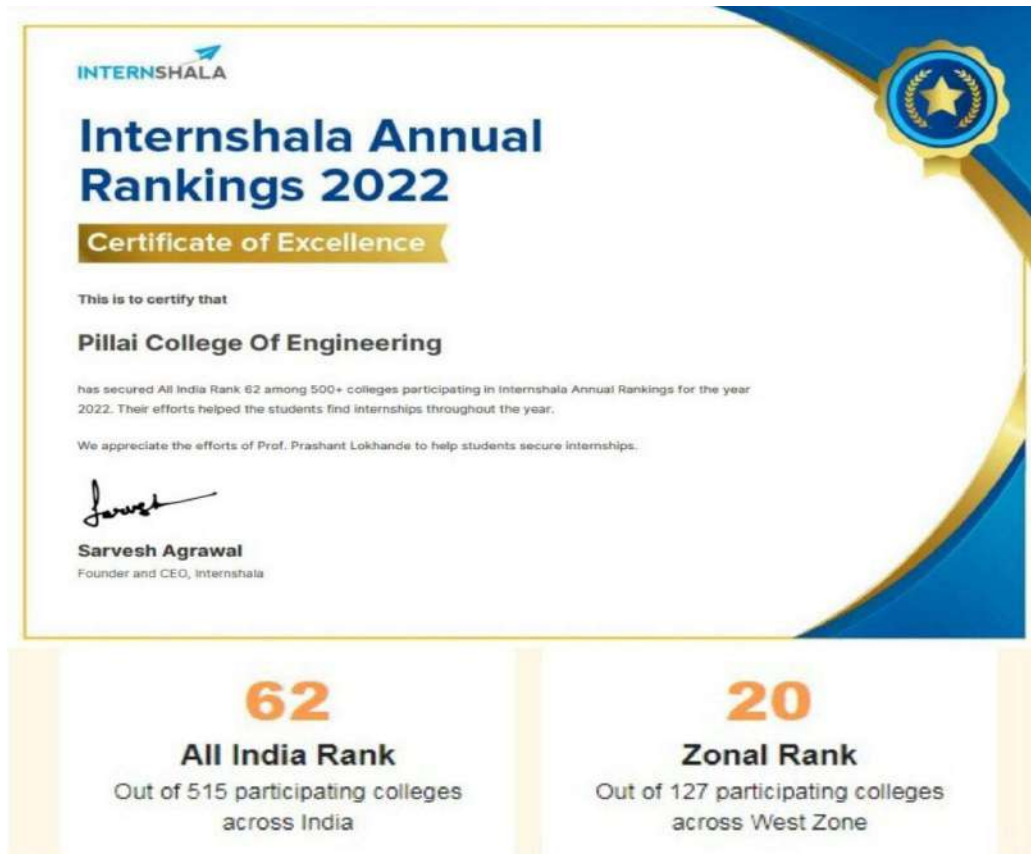 INTERNSHALA
Internshala Annual
Rankings 2022
Certificate of Excellence
This is to certify that
Pillai College Of Engineering
has secured All India Rank 62 among 500+ colleges participating in Internshala Annual Rankings for the year
2022. Their efforts helped the students find internships throughout the year.
We appreciate the efforts of Prof. Prashant Lokhande to help students secure internships.
Sarvesh
Sarvesh Agrawal
Founder and CEO, Internshala
62
All India Rank
Out of 515 participating colleges
across India
20
Zonal Rank
Out of 127 participating colleges
across West Zone